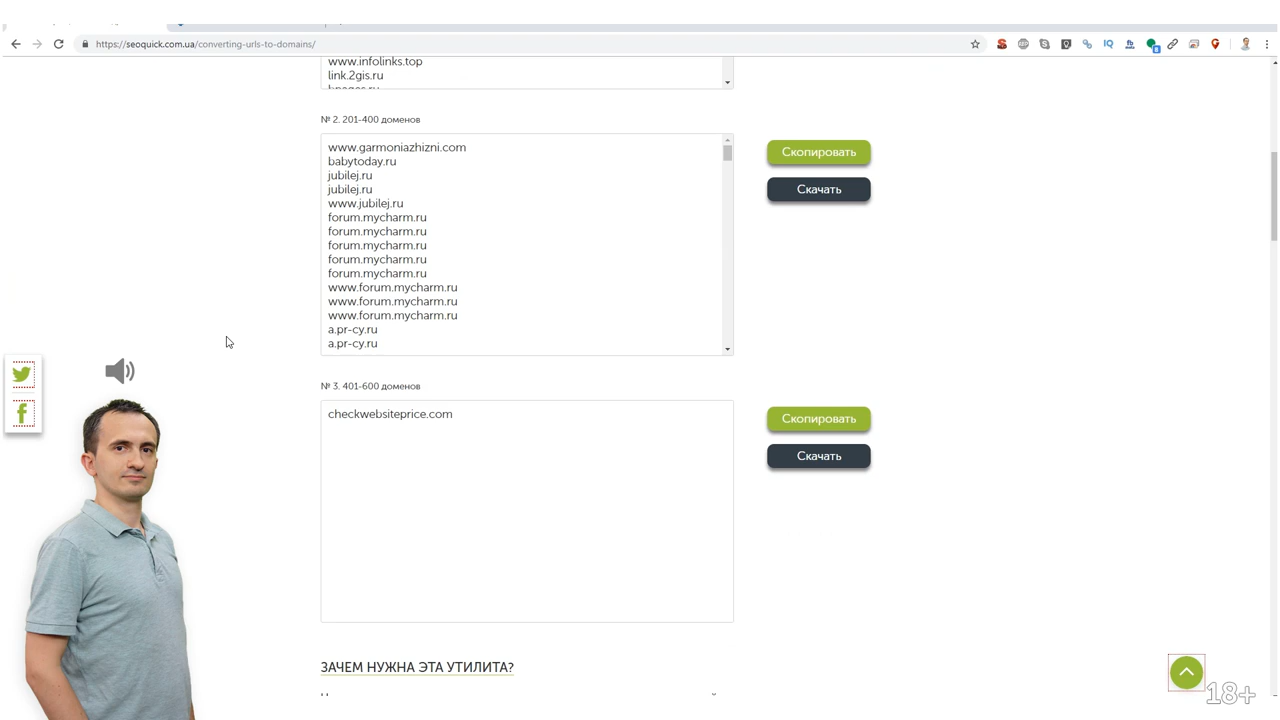 https://seoquick.com.ua/converting-urls-to-domains/
www.infolinks.top
link.2gis.ru
№ 2. 201-400 доменов
www.garmoniazhizni.com
babytoday.ru
jubilej.ru
jubilej.ru
www.jubilej.ru
forum.mycharm.ru
forum.mycharm.ru
forum.mycharm.ru
forum.mycharm.ru
forum.mycharm.ru
www.forum.mycharm.ru
www.forum.mycharm.ru
www.forum.mycharm.ru
a.pr-cy.ru
a.pr-cy.ru
Скопировать
Скачать
№ 3. 401-600 доменов
checkwebsiteprice.com
Скопировать
Скачать
ЗАЧЕМ НУЖНА ЭТА УТИЛИТА?
18+